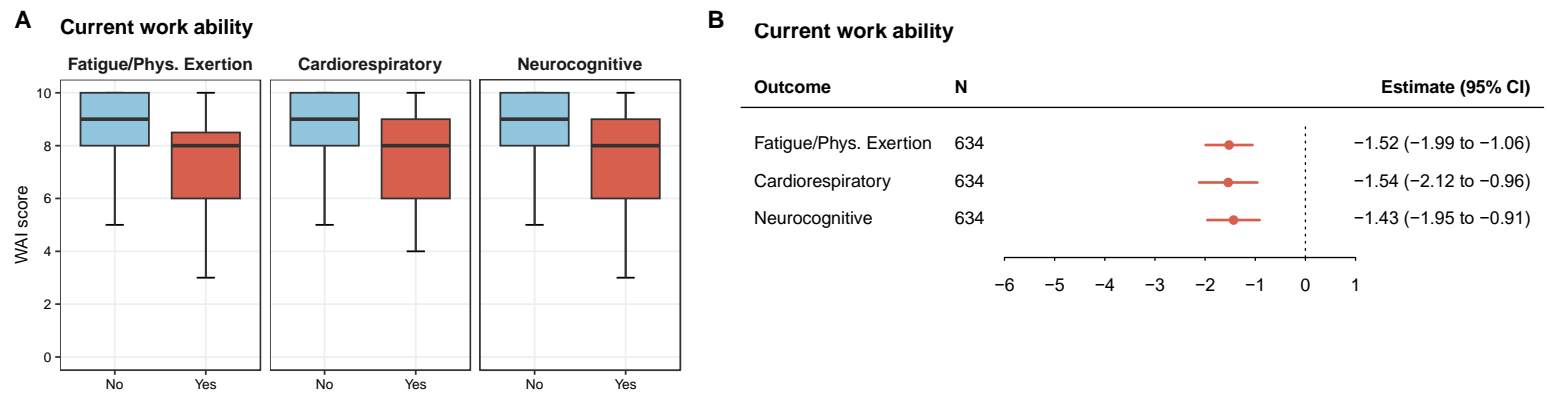 A
Current work ability
Fatigue/Phys. Exertion Cardiorespiratory Neurocognitive
WAI score
10
8
6
4
2
0
No Yes No Yes No Yes
B
Current work ability
Outcome N Estimate (95% CI)
Fatigue/Phys. Exertion 634 −1.52 (−1.99 to −1.06)
Cardiorespiratory 634 −1.54 (−2.12 to −0.96)
Neurocognitive 634 −1.43 (−1.95 to −0.91)
−6 −5 −4 −3 −2 −1 0 1